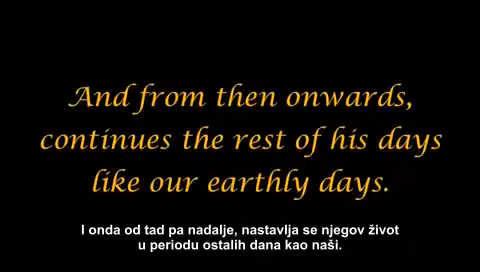 And from then onwards,
continues the rest of his days
like our earthly days.
I onda od tad pa nadalje, nastavlja se njegov život
u periodu ostalih dana kao naši.